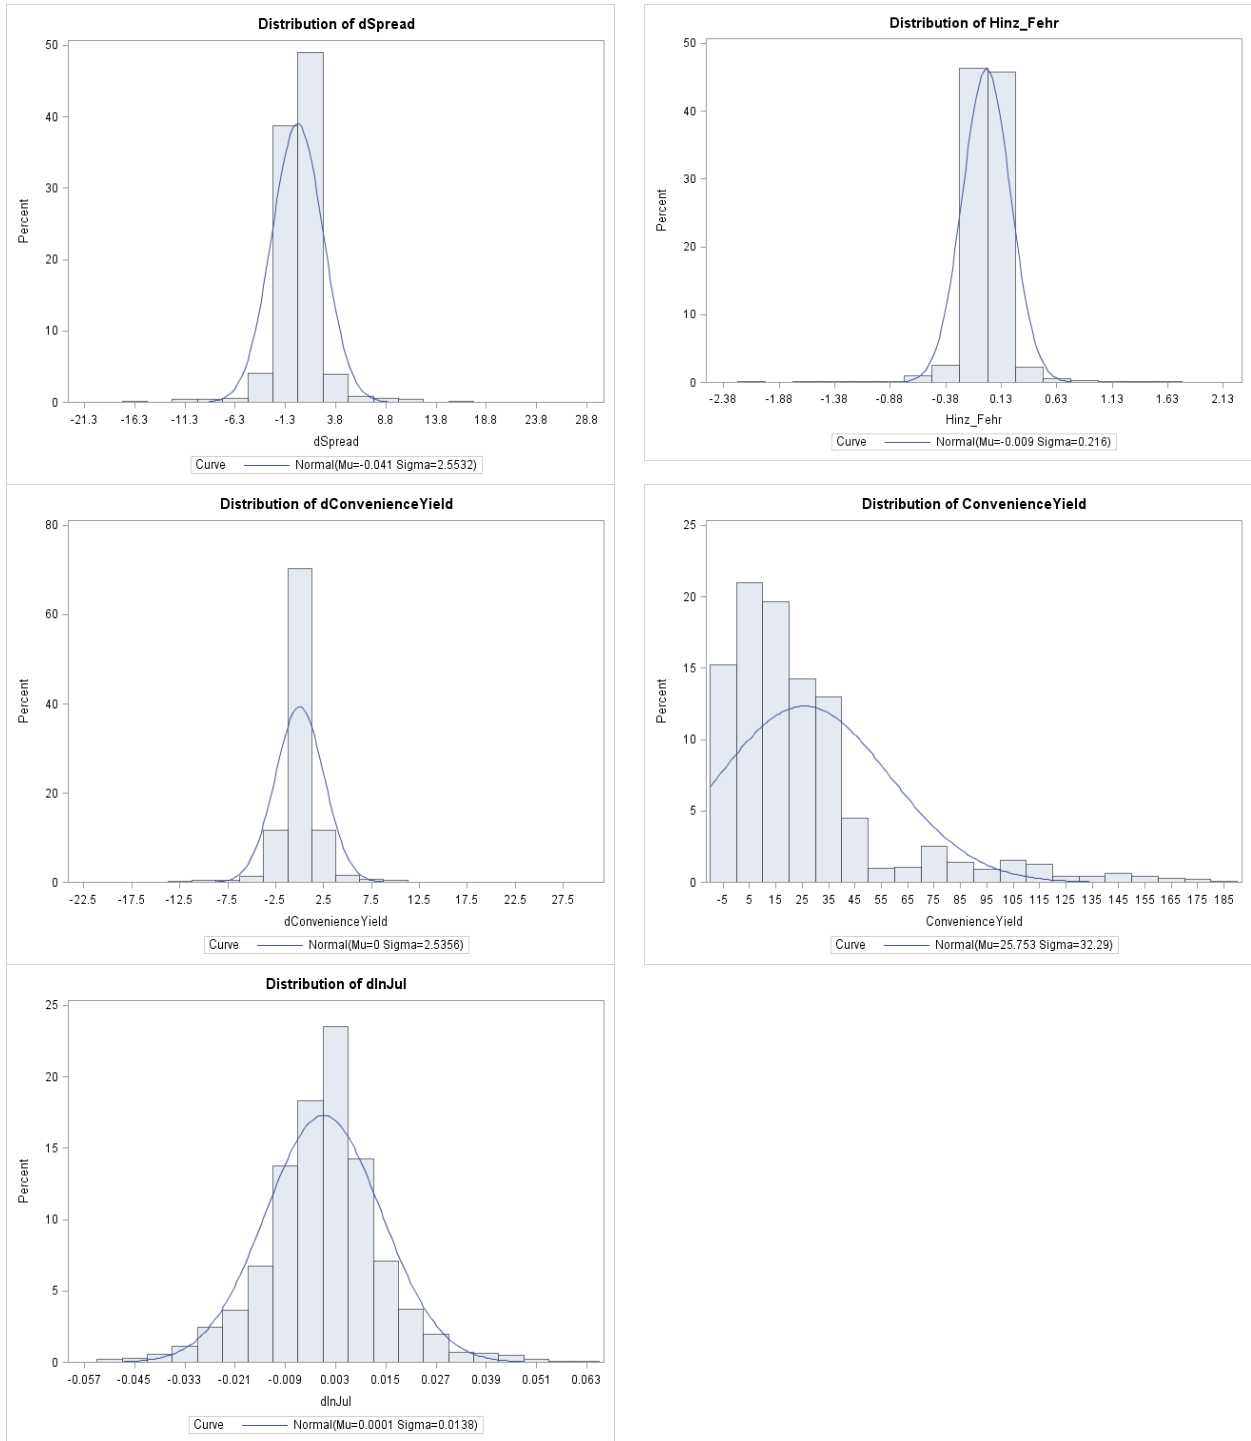 Distribution of dSpread
50
40
30
20
10
0
Percent
-21.3 -16.3 -11.3 -6.3 -1.3 3.8 8.8 13.8 18.8 23.8 28.8
dSpread
Curve Normal(Mu=-0.041 Sigma=2.5532)
Distribution of Hinz_Fehr
50
40
30
20
10
0
Percent
-2.38 -1.88 -1.38 -0.88 -0.38 0.13 0.63 1.13 1.63 2.13
Hinz_Fehr
Curve Normal(Mu=-0.009 Sigma=0.216)
Distribution of dConvenienceYield
80
60
40
20
0
Percent
-22.5 -17.5 -12.5 -7.5 -2.5 2.5 7.5 12.5 17.5 22.5 27.5
dConvenienceYield
Curve Normal(Mu=0 Sigma=2.5356)
Distribution of ConvenienceYield
25
20
15
10
5
0
Percent
-5 5 15 25 35 45 55 65 75 85 95 105 115 125 135 145 155 165 175 185
ConvenienceYield
Curve Normal(Mu=25.753 Sigma=32.29)
Distribution of dlnJul
25
20
15
10
5
0
Percent
-0.057 -0.045 -0.033 -0.021 -0.009 0.003 0.015 0.027 0.039 0.051 0.063
dlnJul
Curve Normal(Mu=0.0001 Sigma=0.0138)